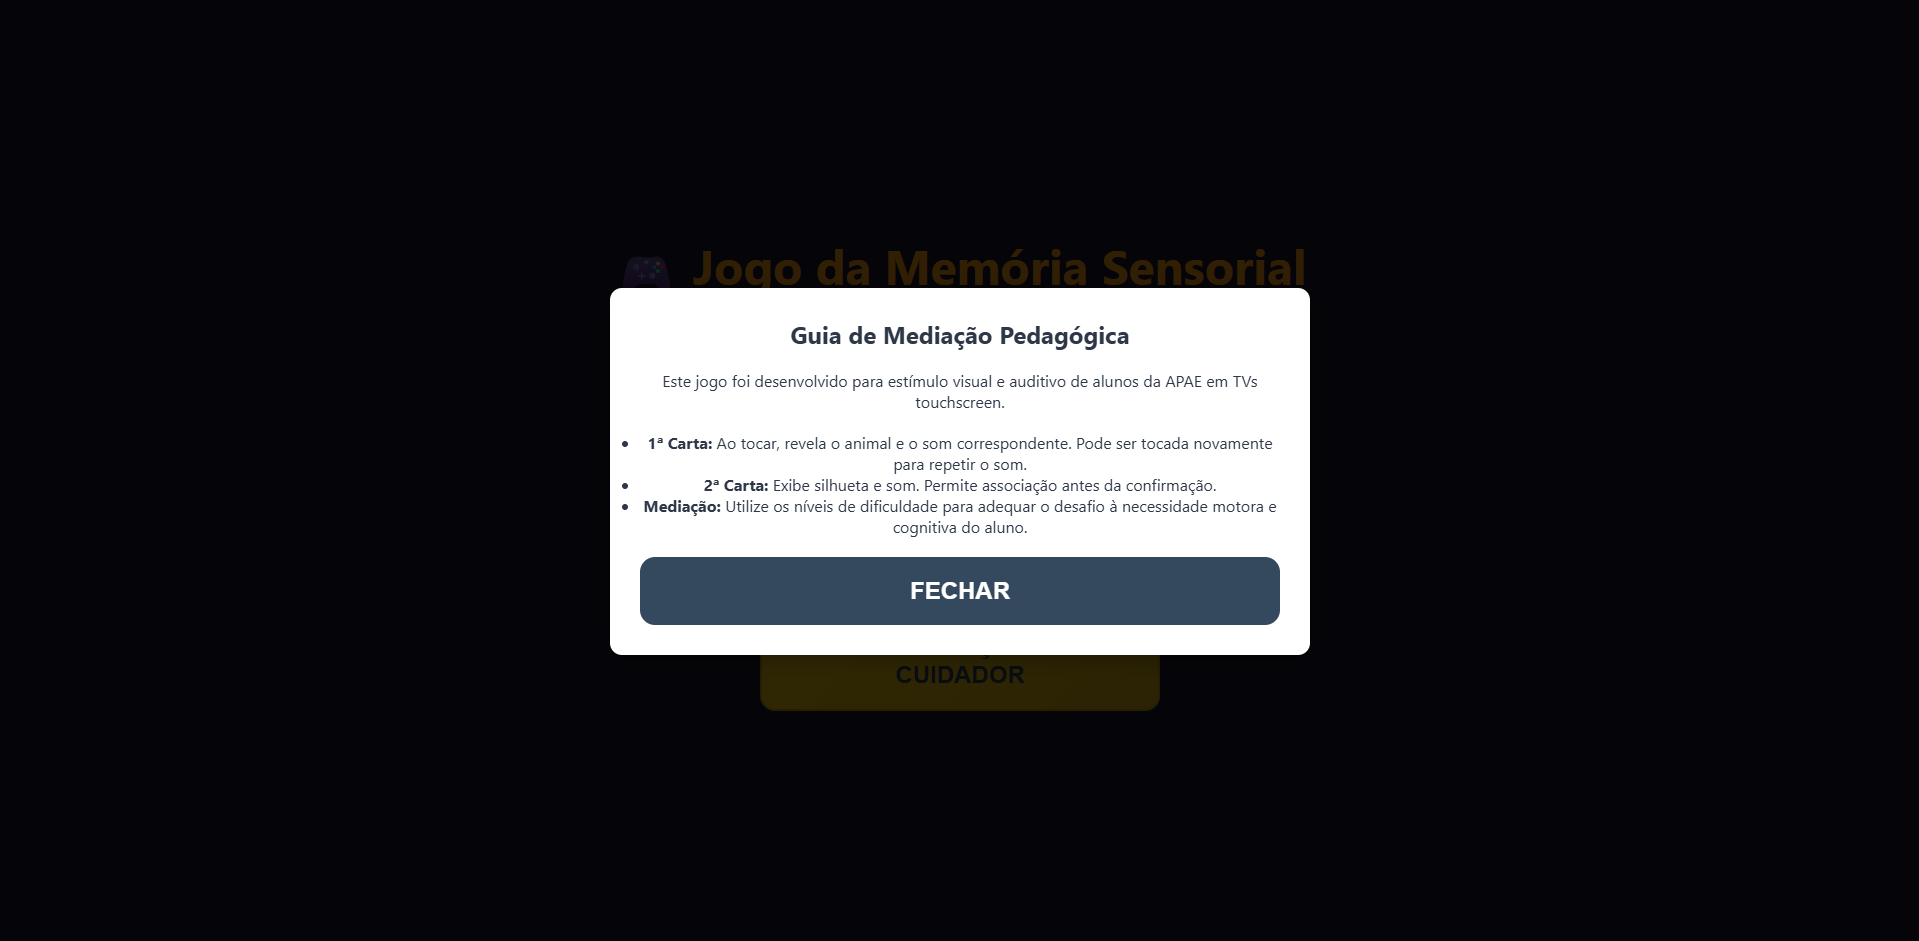 🎮 Jogo da Memória Sensorial
Guia de Mediação Pedagógica
Este jogo foi desenvolvido para estímulo visual e auditivo de alunos da APAE em TVs
touchscreen.
• 1ª Carta: Ao tocar, revela o animal e o som correspondente. Pode ser tocada novamente
para repetir o som.
• 2ª Carta: Exibe silhueta e som. Permite associação antes da confirmação.
• Mediação: Utilize os níveis de dificuldade para adequar o desafio à necessidade motora e
cognitiva do aluno.
FECHAR
CUIDADOR